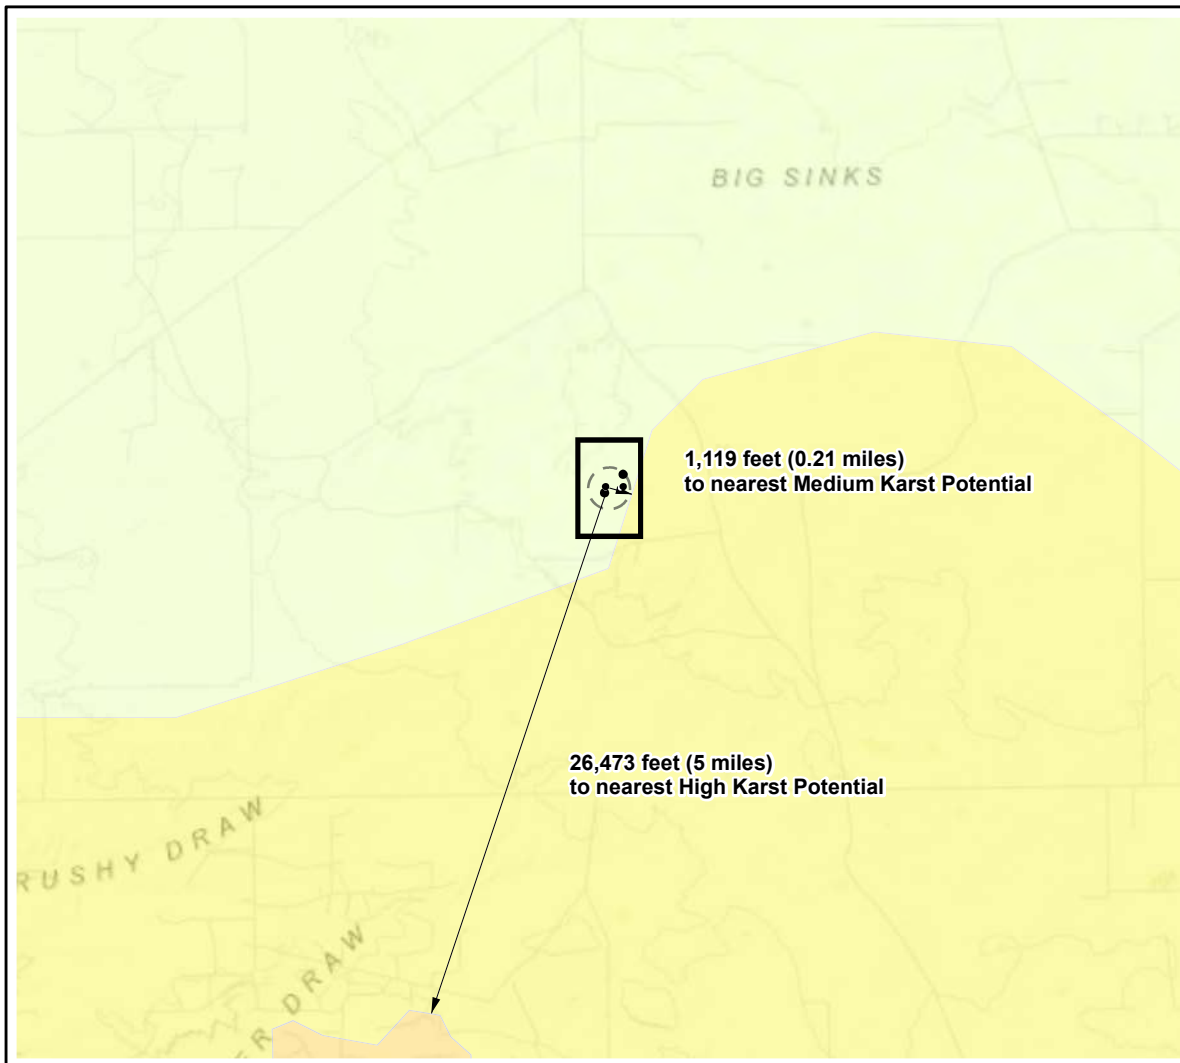 BIG SINKS
1,119 feet (0.21 miles)
to nearest Medium Karst Potential
26,473 feet (5 miles)
to nearest High Karst Potential
RUSHY DRAW
ER DRAW